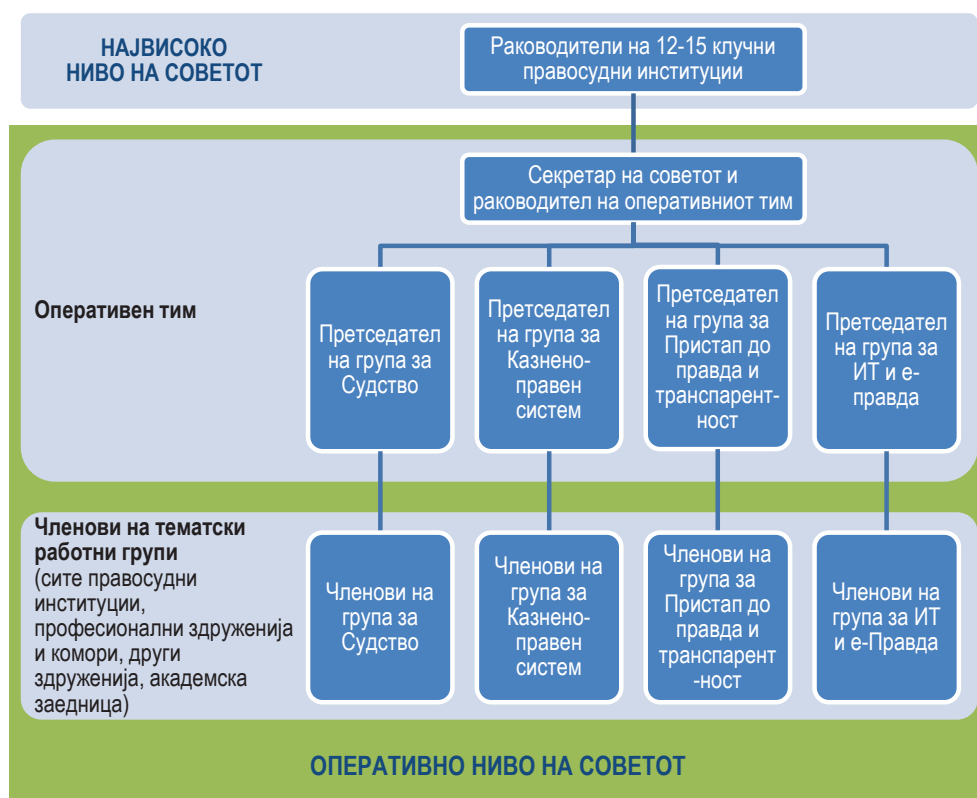 НАЈВИСОКО
НИВО НА СОВЕТОТ
Раководители на 12-15 клучни
правосудни институции
Секретар на советот и
раководител на оперативниот тим
Оперативен тим
Претседател
на група за
Судство
Претседател
на група за
Казнено-
правен
систем
Претседател
на група за
Пристап до
правда и
транспарент-
ност
Претседател
на група за
ИТ и е-
правда
Членови на тематски
работни групи
(сите правосудни
институции,
професионални здруженија
и комори, други
здруженија, академска
заедница)
Членови на
група за
Судство
Членови на
група за
Казнено-
правен
систем
Членови на
група за
Пристап до
правда и
транспарент
-ност
Членови на
група за ИТ
и е-Правда
ОПЕРАТИВНО НИВО НА СОВЕТОТ